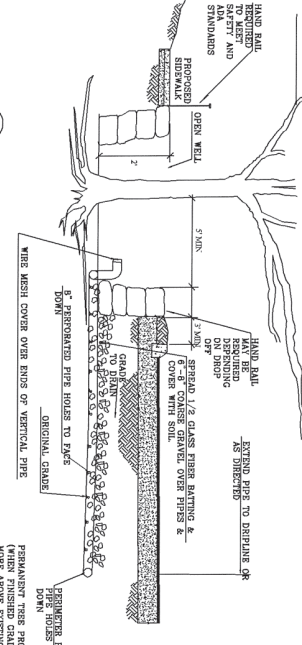 HAND RAIL
REQUIRED
TO MEET
SAFETY AND
ADA
STANDARDS
PROPOSED
SIDEWALK
OPEN WELL
2'
5' MIN
3' MIN
HAND RAIL
MAY BE
REQUIRED
DEPENDING
ON DROP
OFF
EXTEND PIPE TO DRIPLINE OR
AS DIRECTED
SPREAD 1/2 GLASS FIBER BATTING &
6"-8" COARSE GRAVEL OVER PIPES &
COVER WITH SOIL
GRADE
TO DRAIN
8" PERFORATED PIPE HOLES TO FACE
DOWN
ORIGINAL GRADE
WIRE MESH COVER OVER ENDS OF VERTICAL PIPE
PERIMETER
PIPE HOLES
DOWN
PERMANENT TREE
(WHEN FINISHED
MORE ABOVE